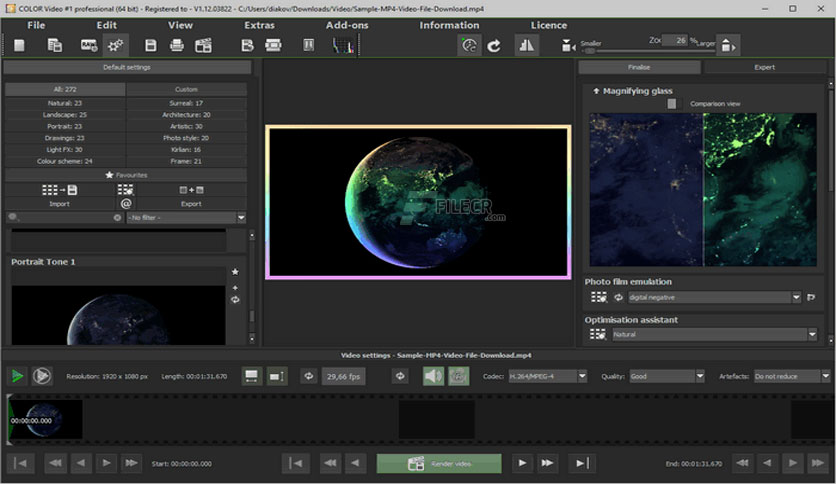 COLOR Video #1 professional (64 bit) - Registered to - V1.12.03822 - C:/Users/diakov/Downloads/Video/Sample-MP4-Video-File-Download.mp4
File Edit View Extras Add-ons Information Licence
RAW Smaller 26 % Larger
Default settings
Finalise Expert
All: 272 Custom
Natural: 23 Surreal: 17
Landscape: 25 Architecture: 20
Portrait: 23 Artistic: 30
Drawings: 23 Photo style: 20
Light FX: 30 Kirlian: 16
Colour scheme: 24 Frame: 21
Favourites
Import @ Export
- No filter -
Portrait Tone 1
FILECR
.com
Magnifying glass
Comparison view
Photo film emulation
digital negative
Optimisation assistant
Natural
Video settings - Sample-MP4-Video-File-Download.mp4
Resolution: 1920 x 1080 px Length: 00:01:31.670 29,66 fps Codec: H.264/MPEG-4 Quality: Good Artefacts: Do not reduce
00:00:00.000
Start: 00:00:00.000 Render video End: 00:01:31.670